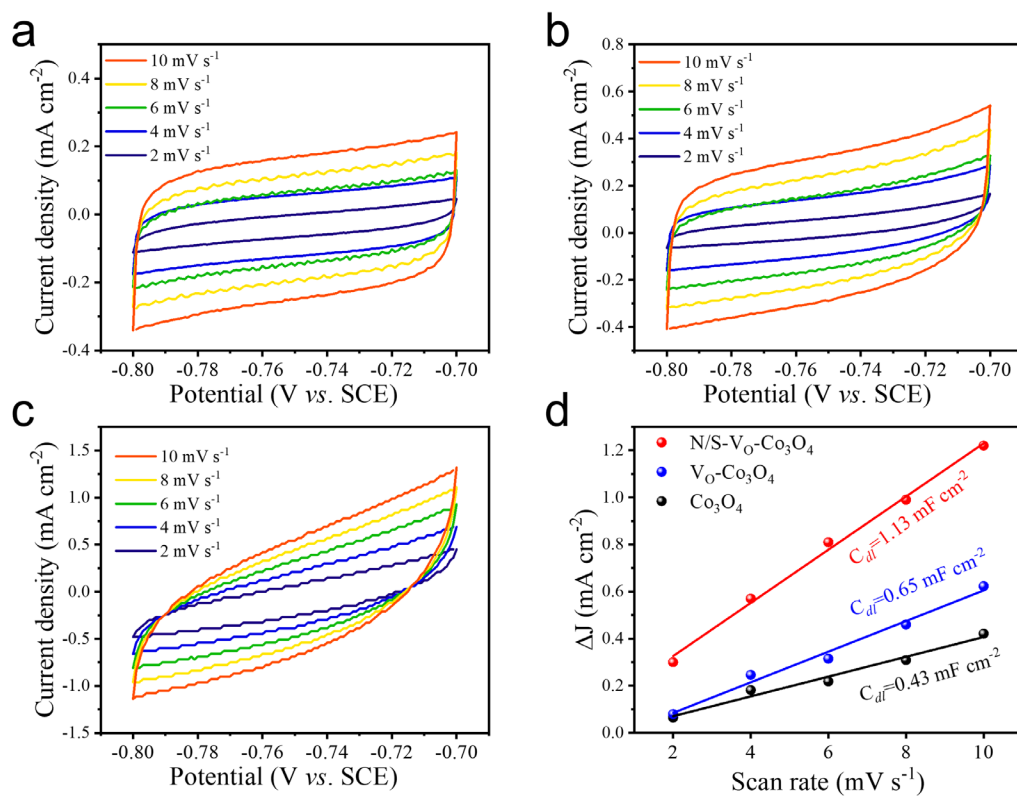 a
0.4
0.2
0.0
-0.2
-0.4
Current density (mA cm⁻²)
10 mV s⁻¹
8 mV s⁻¹
6 mV s⁻¹
4 mV s⁻¹
2 mV s⁻¹
-0.80 -0.78 -0.76 -0.74 -0.72 -0.70
Potential (V vs. SCE)
b
0.8
0.6
0.4
0.2
0.0
-0.2
-0.4
Current density (mA cm⁻²)
10 mV s⁻¹
8 mV s⁻¹
6 mV s⁻¹
4 mV s⁻¹
2 mV s⁻¹
-0.80 -0.78 -0.76 -0.74 -0.72 -0.70
Potential (V vs. SCE)
c
1.5
1.0
0.5
0.0
-0.5
-1.0
-1.5
Current density (mA cm⁻²)
10 mV s⁻¹
8 mV s⁻¹
6 mV s⁻¹
4 mV s⁻¹
2 mV s⁻¹
-0.80 -0.78 -0.76 -0.74 -0.72 -0.70
Potential (V vs. SCE)
d
1.2
1.0
0.8
0.6
0.4
0.2
0.0
ΔJ (mA cm⁻²)
N/S-V_O-Co₃O₄
V_O-Co₃O₄
Co₃O₄
C_dl=1.13 mF cm⁻²
C_dl=0.65 mF cm⁻²
C_dl=0.43 mF cm⁻²
2 4 6 8 10
Scan rate (mV s⁻¹)